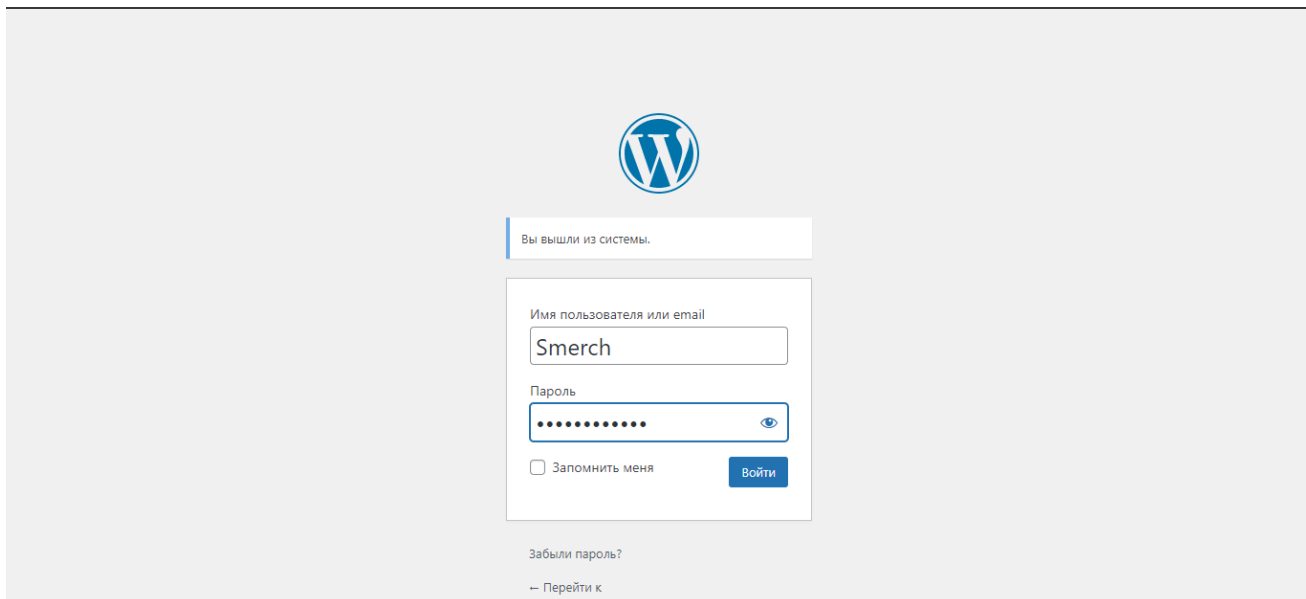 Вы вышли из системы.
Имя пользователя или email
Smerch
Пароль
••••••••••••
Запомнить меня
Войти
Забыли пароль?
← Перейти к